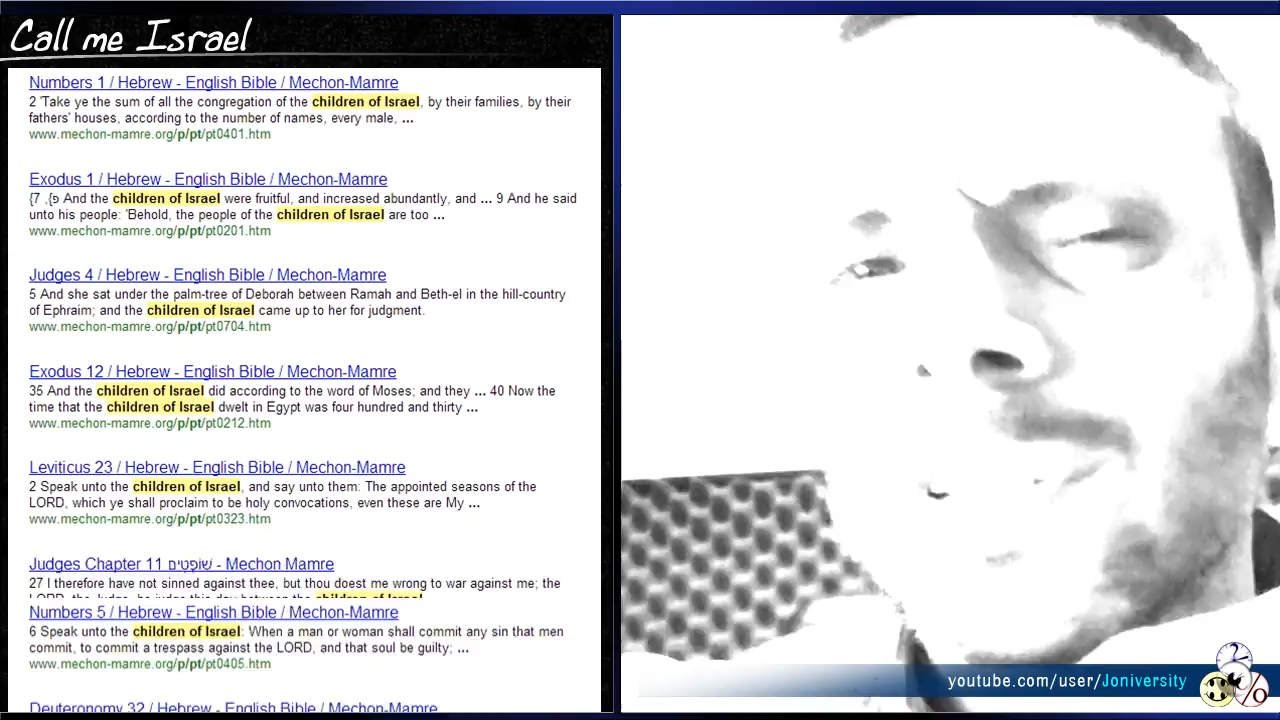 Call me Israel
Numbers 1 / Hebrew - English Bible / Mechon-Mamre
2 'Take ye the sum of all the congregation of the children of Israel, by their families, by their
fathers' houses, according to the number of names, every male, ...
www.mechon-mamre.org/p/pt/pt0401.htm
Exodus 1 / Hebrew - English Bible / Mechon-Mamre
{פ ,{7 And the children of Israel were fruitful, and increased abundantly, and ... 9 And he said
unto his people: 'Behold, the people of the children of Israel are too ...
www.mechon-mamre.org/p/pt/pt0201.htm
Judges 4 / Hebrew - English Bible / Mechon-Mamre
5 And she sat under the palm-tree of Deborah between Ramah and Beth-el in the hill-country
of Ephraim; and the children of Israel came up to her for judgment.
www.mechon-mamre.org/p/pt/pt0704.htm
Exodus 12 / Hebrew - English Bible / Mechon-Mamre
35 And the children of Israel did according to the word of Moses; and they ... 40 Now the
time that the children of Israel dwelt in Egypt was four hundred and thirty ...
www.mechon-mamre.org/p/pt/pt0212.htm
Leviticus 23 / Hebrew - English Bible / Mechon-Mamre
2 Speak unto the children of Israel, and say unto them: The appointed seasons of the
LORD, which ye shall proclaim to be holy convocations, even these are My ...
www.mechon-mamre.org/p/pt/pt0323.htm
Judges Chapter 11 שׁוֹפְטִים - Mechon Mamre
27 I therefore have not sinned against thee, but thou doest me wrong to war against me; the
LORD, the Judge, be judge this day between the children of Israel
Numbers 5 / Hebrew - English Bible / Mechon-Mamre
6 Speak unto the children of Israel: When a man or woman shall commit any sin that men
commit, to commit a trespass against the LORD, and that soul be guilty; ...
www.mechon-mamre.org/p/pt/pt0405.htm
Deuteronomy 32 / Hebrew - English Bible / Mechon-Mamre
youtube.com/user/Joniversity
2
%